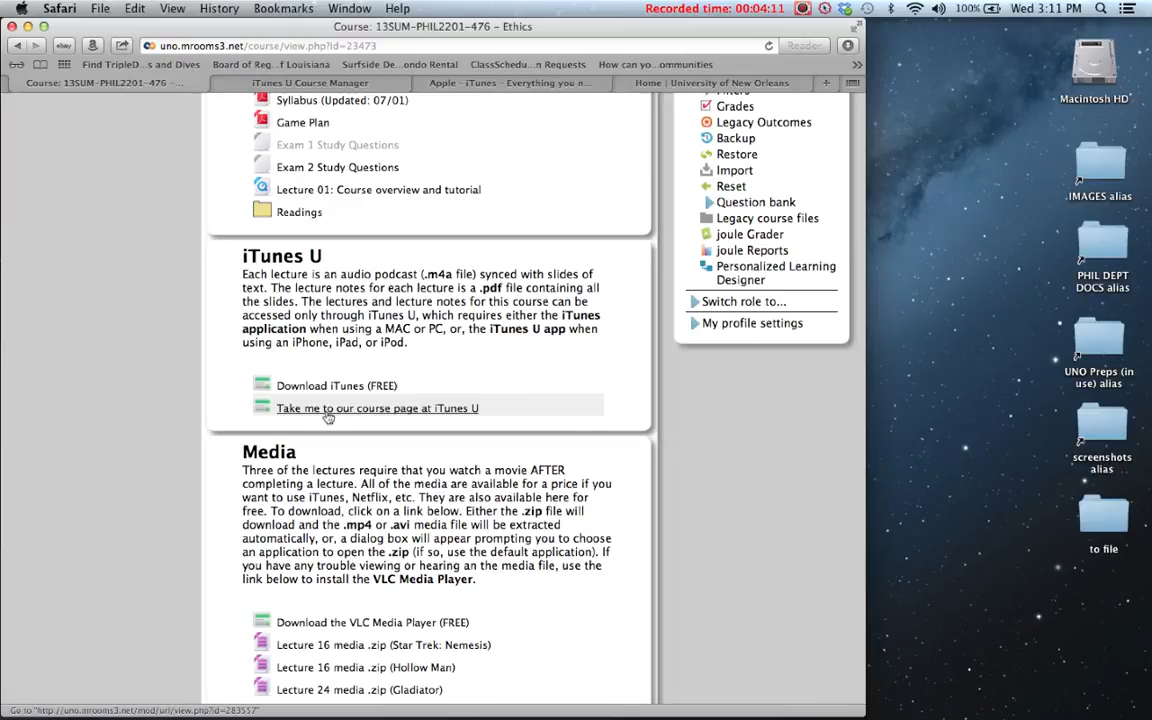 Safari File Edit View History Bookmarks Window Help Recorded time: 00:04:11 100% Wed 3:11 PM
Course: 13SUM-PHIL2201-476 – Ethics
ebay uno.mrooms3.net/course/view.php?id=23473 Reader
Find TripleD...s and Dives Board of Reg...f Louisiana Surfside De...ondo Rental ClassSchedu...n Requests How can yo...ommunities
Course: 13SUM-PHIL2201-476 – ... iTunes U Course Manager Apple – iTunes – Everything you n... Home | University of New Orleans
Syllabus (Updated: 07/01)
Game Plan
Exam 1 Study Questions
Exam 2 Study Questions
Lecture 01: Course overview and tutorial
Readings
iTunes U
Each lecture is an audio podcast (.m4a file) synced with slides of
text. The lecture notes for each lecture is a .pdf file containing all
the slides. The lectures and lecture notes for this course can be
accessed only through iTunes U, which requires either the iTunes
application when using a MAC or PC, or, the iTunes U app when
using an iPhone, iPad, or iPod.
Download iTunes (FREE)
Take me to our course page at iTunes U
Media
Three of the lectures require that you watch a movie AFTER
completing a lecture. All of the media are available for a price if you
want to use iTunes, Netflix, etc. They are also available here for
free. To download, click on a link below. Either the .zip file will
download and the .mp4 or .avi media file will be extracted
automatically, or, a dialog box will appear prompting you to choose
an application to open the .zip (if so, use the default application). If
you have any trouble viewing or hearing an the media file, use the
link below to install the VLC Media Player.
Download the VLC Media Player (FREE)
Lecture 16 media .zip (Star Trek: Nemesis)
Lecture 16 media .zip (Hollow Man)
Lecture 24 media .zip (Gladiator)
Go to "http://uno.mrooms3.net/mod/url/view.php?id=283557"
Grades
Legacy Outcomes
Backup
Restore
Import
Reset
Question bank
Legacy course files
joule Grader
joule Reports
Personalized Learning
Designer
Switch role to...
My profile settings
Macintosh HD
IMAGES alias
PHIL DEPT
DOCS alias
UNO Preps (in
use) alias
screenshots
alias
to file